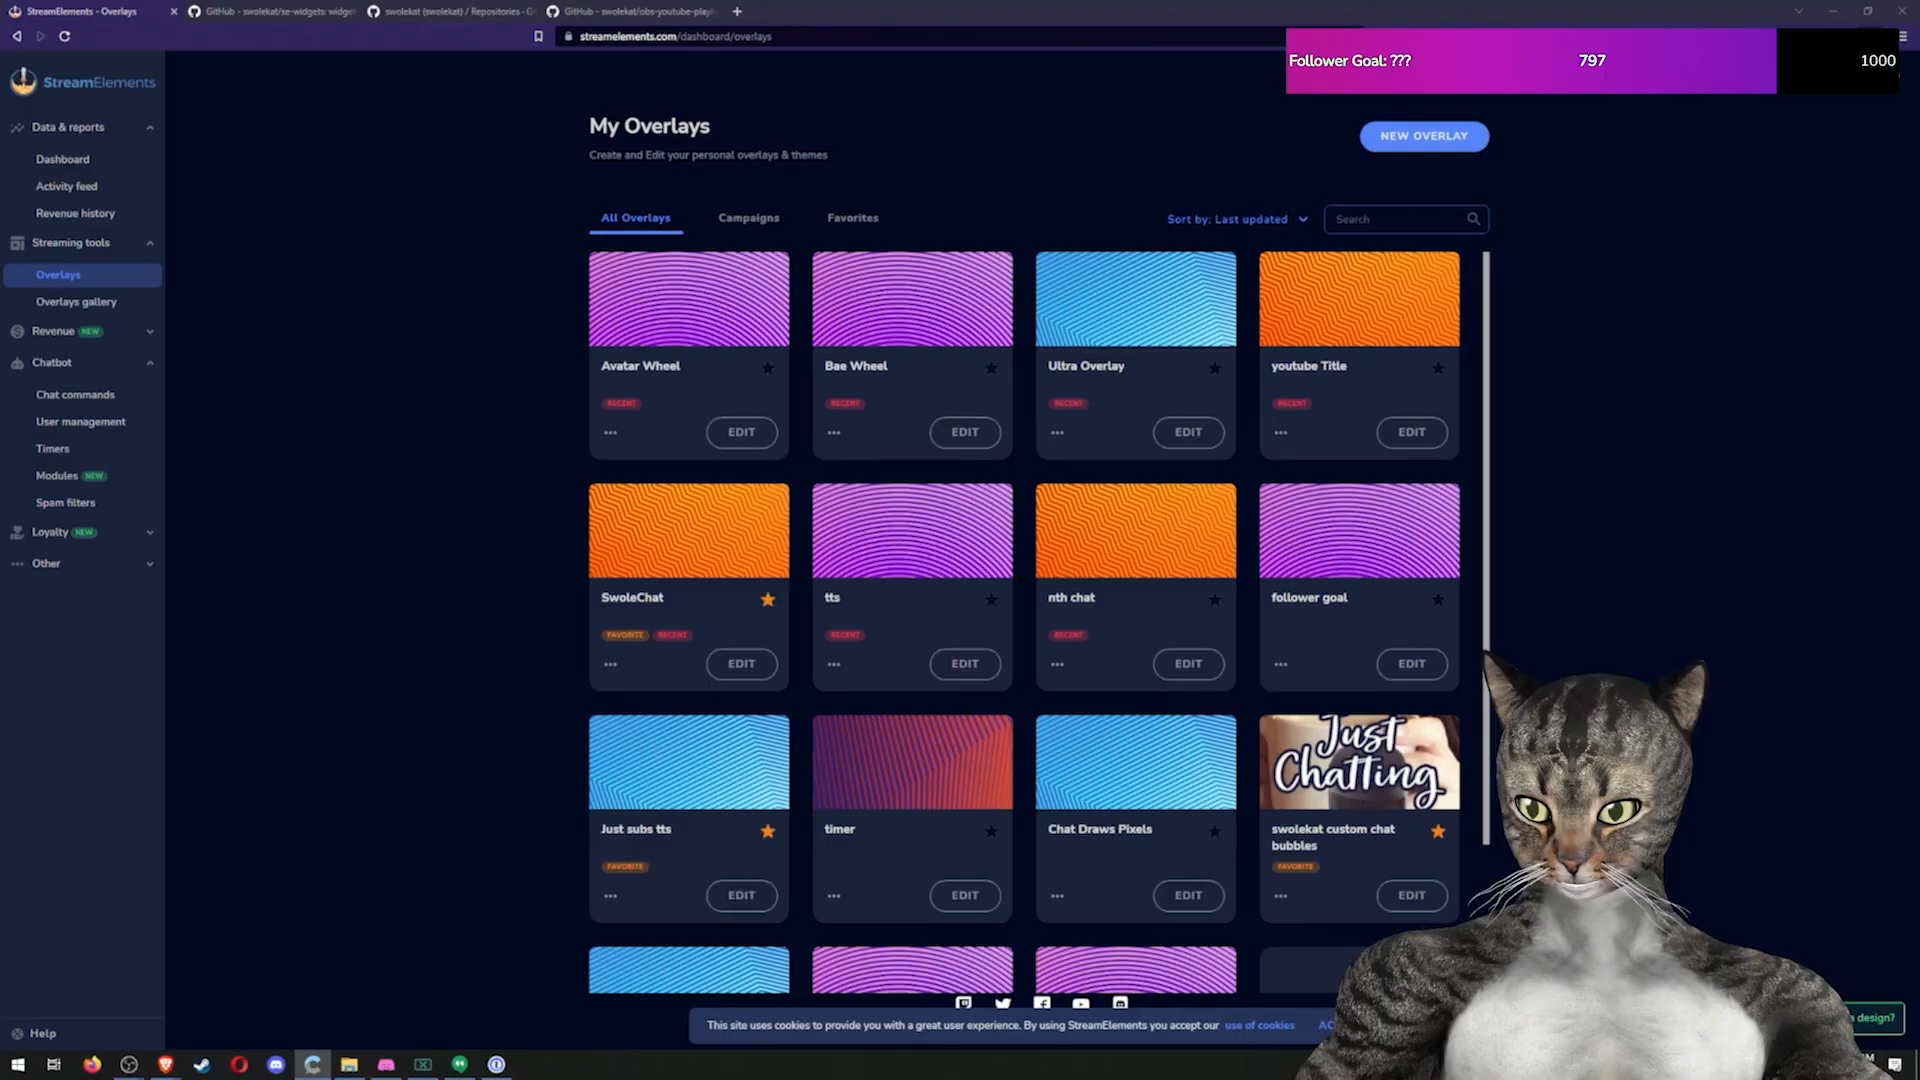 StreamElements - Overlays
GitHub - swolekat/se-widgets: widge
swolekat (swolekat) / Repositories - G
GitHub - swolekat/obs-youtube-play
streamelements.com/dashboard/overlays
Follower Goal: ???
797
1000
StreamElements
Data & reports
Dashboard
Activity feed
Revenue history
Streaming tools
Overlays
Overlays gallery
Revenue NEW
Chatbot
Chat commands
User management
Timers
Modules NEW
Spam filters
Loyalty NEW
Other
Help
My Overlays
Create and Edit your personal overlays & themes
NEW OVERLAY
All Overlays
Campaigns
Favorites
Sort by: Last updated
Search
Avatar Wheel
RECENT
EDIT
Bae Wheel
RECENT
EDIT
Ultra Overlay
RECENT
EDIT
youtube Title
RECENT
EDIT
SwoleChat
FAVORITE RECENT
EDIT
tts
RECENT
EDIT
nth chat
RECENT
EDIT
follower goal
EDIT
Just subs tts
FAVORITE
EDIT
timer
EDIT
Chat Draws Pixels
EDIT
Just
Chatting
swolekat custom chat
bubbles
FAVORITE
EDIT
This site uses cookies to provide you with a great user experience. By using StreamElements you accept our use of cookies
design?